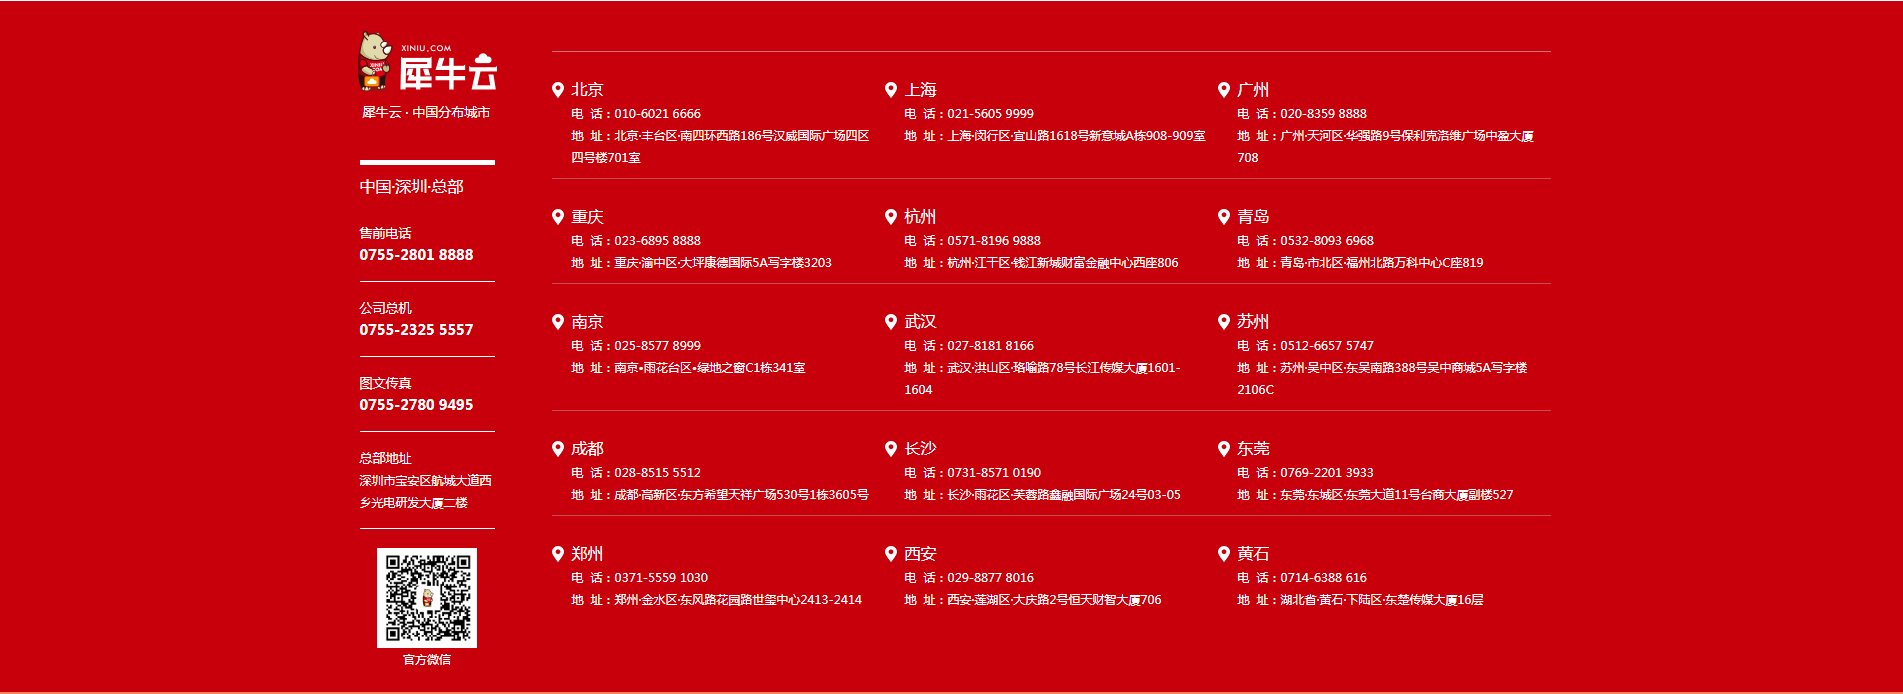 XINIU.COM
犀牛云
犀牛云 · 中国分布城市
中国·深圳·总部
售前电话
0755-2801 8888
公司总机
0755-2325 5557
图文传真
0755-2780 9495
总部地址
深圳市宝安区航城大道西
乡光电研发大厦二楼
官方微信
北京
电 话：010-6021 6666
地 址：北京·丰台区·南四环西路186号汉威国际广场四区
四号楼701室
上海
电 话：021-5605 9999
地 址：上海·闵行区·宜山路1618号新意城A栋908-909室
广州
电 话：020-8359 8888
地 址：广州·天河区·华强路9号保利克洛维广场中盈大厦
708
重庆
电 话：023-6895 8888
地 址：重庆·渝中区·大坪康德国际5A写字楼3203
杭州
电 话：0571-8196 9888
地 址：杭州·江干区·钱江新城财富金融中心西座806
青岛
电 话：0532-8093 6968
地 址：青岛·市北区·福州北路万科中心C座819
南京
电 话：025-8577 8999
地 址：南京•雨花台区•绿地之窗C1栋341室
武汉
电 话：027-8181 8166
地 址：武汉·洪山区·珞喻路78号长江传媒大厦1601-
1604
苏州
电 话：0512-6657 5747
地 址：苏州·吴中区·东吴南路388号吴中商城5A写字楼
2106C
成都
电 话：028-8515 5512
地 址：成都·高新区·东方希望天祥广场530号1栋3605号
长沙
电 话：0731-8571 0190
地 址：长沙·雨花区·芙蓉路鑫融国际广场24号03-05
东莞
电 话：0769-2201 3933
地 址：东莞·东城区·东莞大道11号台商大厦副楼527
郑州
电 话：0371-5559 1030
地 址：郑州·金水区·东风路花园路世玺中心2413-2414
西安
电 话：029-8877 8016
地 址：西安·莲湖区·大庆路2号恒天财智大厦706
黄石
电 话：0714-6388 616
地 址：湖北省·黄石·下陆区·东楚传媒大厦16层